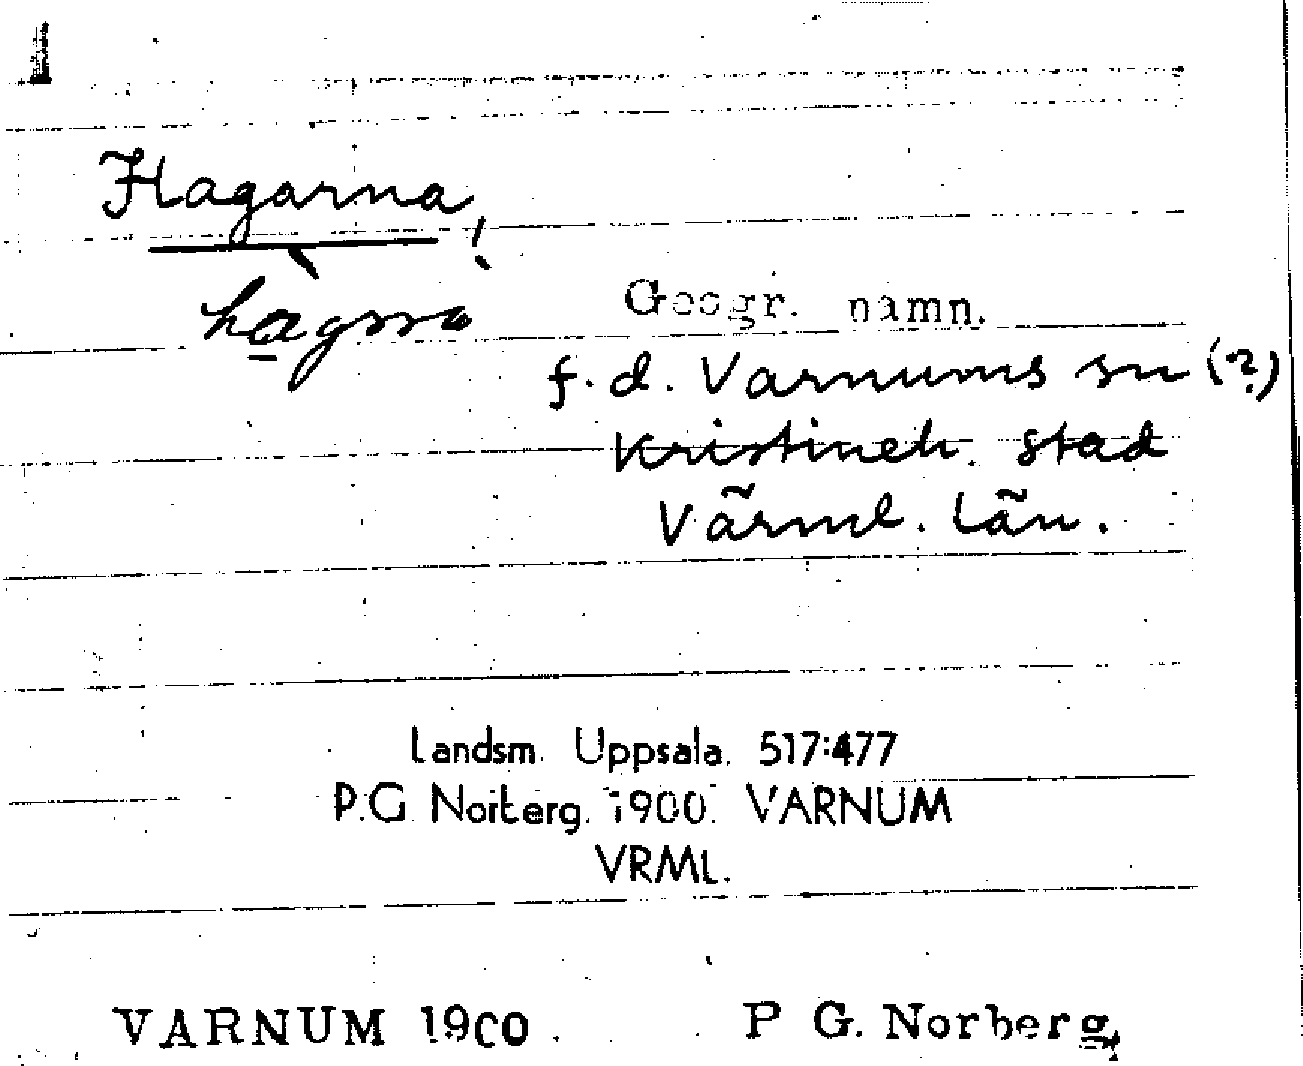 Hagarna
Geogr. namn.
f. d. Varnums sn (?)
Kristineh. stad
Värml. län.
Landsm. Uppsala. 517:477
P.G. Norberg. 1900. VARNUM
VRML.
VARNUM 1900. P G. Norberg